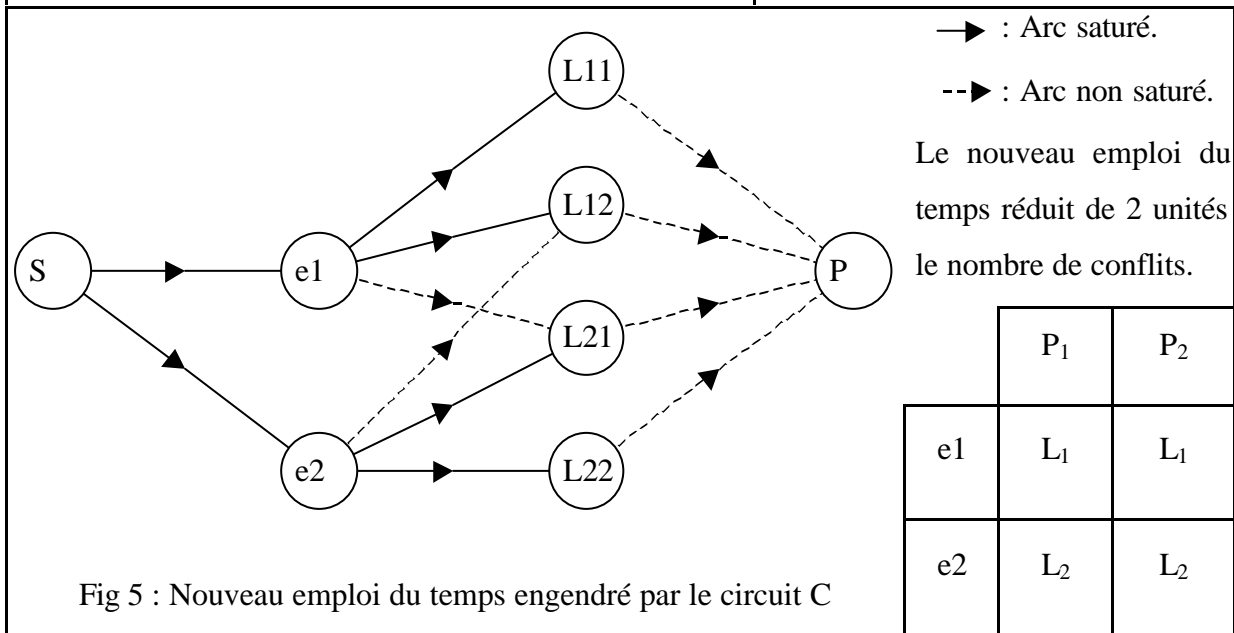 L11
L12
S
e1
L21
P
e2
L22
: Arc saturé.
: Arc non saturé.
Le nouveau emploi du
temps réduit de 2 unités
le nombre de conflits.
P1 P2
e1 L1 L1
e2 L2 L2
Fig 5 : Nouveau emploi du temps engendré par le circuit C